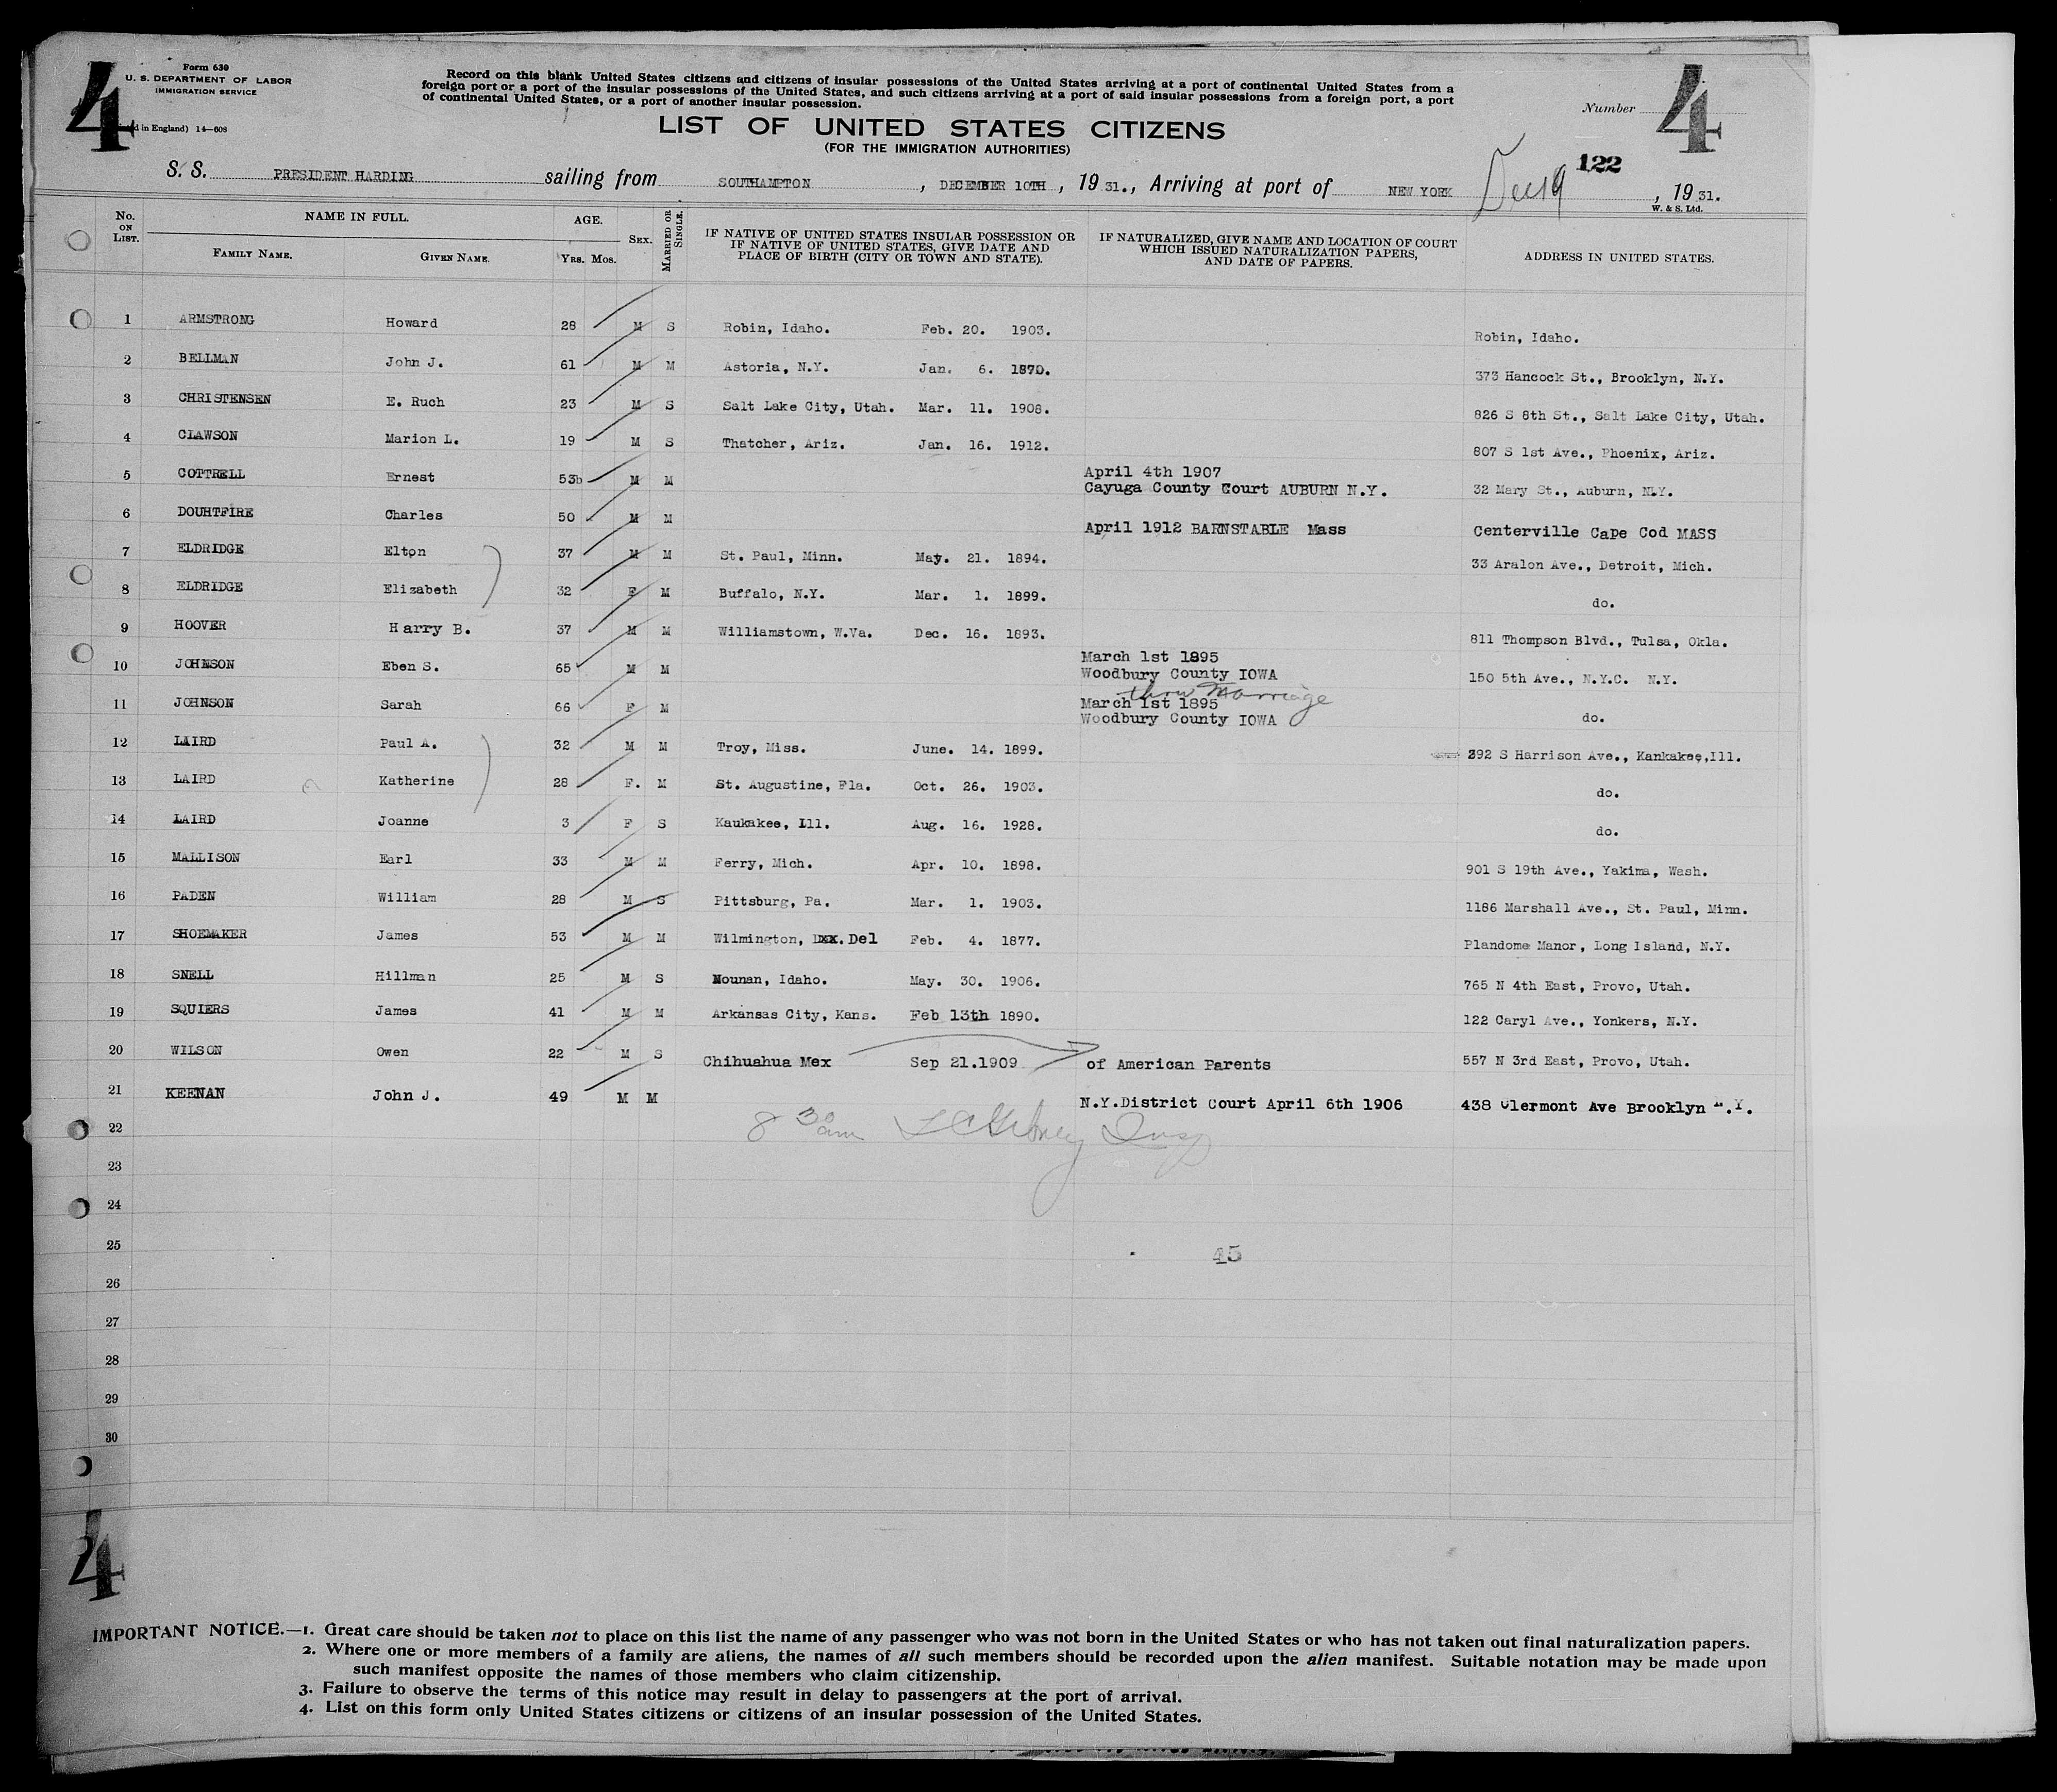 4
Form 630
U. S. DEPARTMENT OF LABOR
IMMIGRATION SERVICE
d in England) 14—608
Record on this blank United States citizens and citizens of insular possessions of the United States arriving at a port of continental United States from a
foreign port or a port of the insular possessions of the United States, and such citizens arriving at a port of said insular possessions from a foreign port, a port
of continental United States, or a port of another insular possession.
LIST OF UNITED STATES CITIZENS
(FOR THE IMMIGRATION AUTHORITIES)
Number 4
122
S. S. PRESIDENT HARDING sailing from SOUTHAMPTON, DECEMBER 10TH, 19 31., Arriving at port of NEW YORK Dec 19, 19 31.
W. & S. Ltd.
No. ON LIST. NAME IN FULL. AGE. SEX. MARRIED OR SINGLE. IF NATIVE OF UNITED STATES INSULAR POSSESSION OR IF NATIVE OF UNITED STATES, GIVE DATE AND PLACE OF BIRTH (CITY OR TOWN AND STATE). IF NATURALIZED, GIVE NAME AND LOCATION OF COURT WHICH ISSUED NATURALIZATION PAPERS, AND DATE OF PAPERS. ADDRESS IN UNITED STATES.
FAMILY NAME. GIVEN NAME. YRS. MOS.
1 ARMSTRONG Howard 28 M S Robin, Idaho. Feb. 20. 1903. Robin, Idaho.
2 BELLMAN John J. 61 M M Astoria, N.Y. Jan. 6. 1870. 373 Hancock St., Brooklyn, N.Y.
3 CHRISTENSEN E. Ruch 23 M S Salt Lake City, Utah. Mar. 11. 1908. 826 S 8th St., Salt Lake City, Utah.
4 CLAWSON Marion L. 19 M S Thatcher, Ariz. Jan. 16. 1912. 807 S 1st Ave., Phoenix, Ariz.
5 COTTRELL Ernest 53b M M April 4th 1907 Cayuga County Court AUBURN N.Y. 32 Mary St., Auburn, N.Y.
6 DOUHTFIRE Charles 50 M M April 1912 BARNSTABLE Mass Centerville Cape Cod MASS
7 ELDRIDGE Elton 37 M M St. Paul, Minn. May. 21. 1894. 33 Aralon Ave., Detroit, Mich.
8 ELDRIDGE Elizabeth 32 F M Buffalo, N.Y. Mar. 1. 1899. do.
9 HOOVER Harry B. 37 M M Williamstown, W.Va. Dec. 16. 1893. 811 Thompson Blvd., Tulsa, Okla.
10 JOHNSON Eben S. 65 M M March 1st 1895 Woodbury County IOWA 150 5th Ave., N.Y.C. N.Y.
thru Marriage
11 JOHNSON Sarah 66 F M March 1st 1895 Woodbury County IOWA do.
12 LAIRD Paul A. 32 M M Troy, Miss. June. 14. 1899. 392 S Harrison Ave., Kankakee,Ill.
13 LAIRD Katherine 28 F. M St. Augustine, Fla. Oct. 26. 1903. do.
14 LAIRD Joanne 3 F S Kaukakee, Ill. Aug. 16. 1928. do.
15 MALLISON Earl 33 M M Ferry, Mich. Apr. 10. 1898. 901 S 19th Ave., Yakima, Wash.
16 PADEN William 28 M S Pittsburg, Pa. Mar. 1. 1903. 1186 Marshall Ave., St. Paul, Minn.
17 SHOEMAKER James 53 M M Wilmington, Dxx. Del Feb. 4. 1877. Plandome Manor, Long Island, N.Y.
18 SNELL Hillman 25 M S Nounan, Idaho. May. 30. 1906. 765 N 4th East, Provo, Utah.
19 SQUIERS James 41 M M Arkansas City, Kans. Feb 13th 1890. 122 Caryl Ave., Yonkers, N.Y.
20 WILSON Owen 22 M S Chihuahua Mex Sep 21.1909 of American Parents 557 N 3rd East, Provo, Utah.
21 KEENAN John J. 49 M M N.Y.District Court April 6th 1906 438 Clermont Ave Brooklyn N.Y.
22 8 30 am Insp
23
24
25 45
26
27
28
29
30
4
IMPORTANT NOTICE.—1. Great care should be taken not to place on this list the name of any passenger who was not born in the United States or who has not taken out final naturalization papers.
2. Where one or more members of a family are aliens, the names of all such members should be recorded upon the alien manifest. Suitable notation may be made upon
such manifest opposite the names of those members who claim citizenship.
3. Failure to observe the terms of this notice may result in delay to passengers at the port of arrival.
4. List on this form only United States citizens or citizens of an insular possession of the United States.